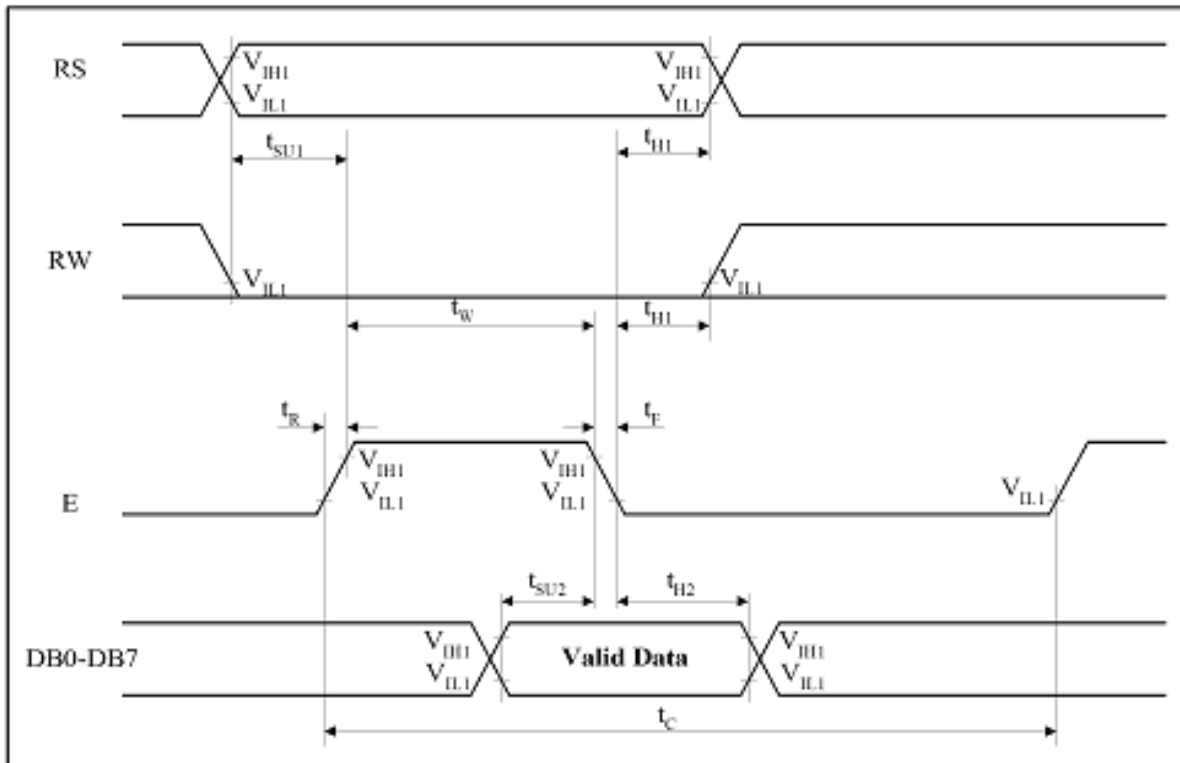 RS
V_IH1
V_IL1
V_IH1
V_IL1
t_SU1
t_H1
RW
V_IL1
V_IL1
t_W
t_H1
t_R
t_F
E
V_IH1
V_IL1
V_IH1
V_IL1
V_IL1
t_SU2
t_H2
DB0-DB7
V_IH1
V_IL1
Valid Data
V_IH1
V_IL1
t_C